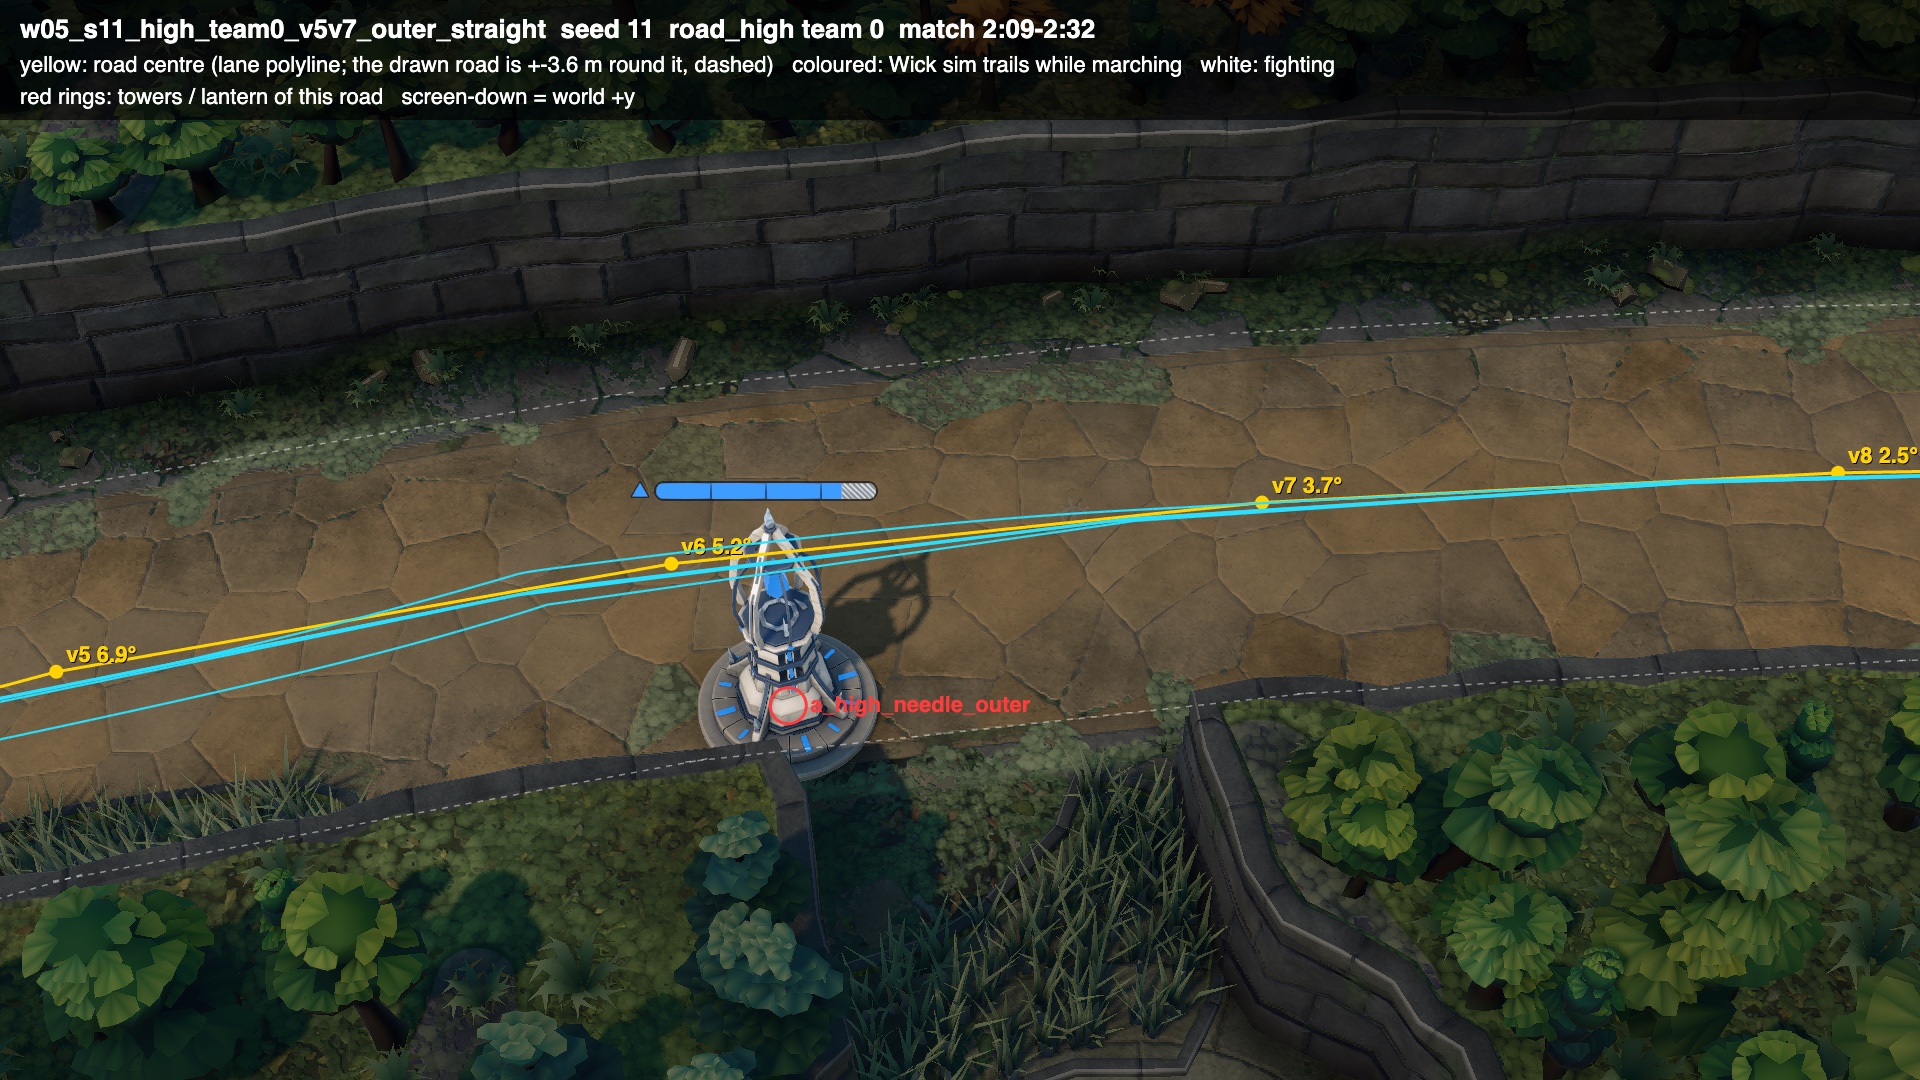 w05_s11_high_team0_v5v7_outer_straight  seed 11  road_high team 0  match 2:09-2:32
yellow: road centre (lane polyline; the drawn road is +-3.6 m round it, dashed)   coloured: Wick sim trails while marching   white: fighting
red rings: towers / lantern of this road   screen-down = world +y
v8 2.5°
v7 3.7°
v6 5.2°
v5 6.9°
a_high_needle_outer